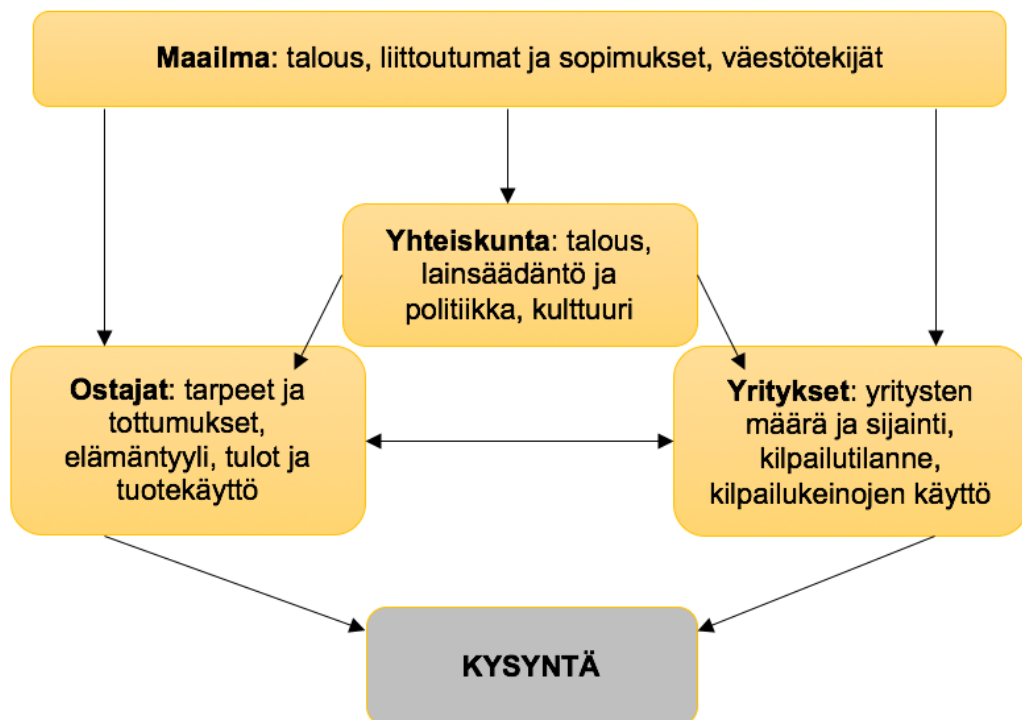 Maailma: talous, liittoutumat ja sopimukset, väestötekijät
Yhteiskunta: talous,
lainsäädäntö ja
politiikka, kulttuuri
Ostajat: tarpeet ja
tottumukset,
elämäntyyli, tulot ja
tuotekäyttö
Yritykset: yritysten
määrä ja sijainti,
kilpailutilanne,
kilpailukeinojen käyttö
KYSYNTÄ